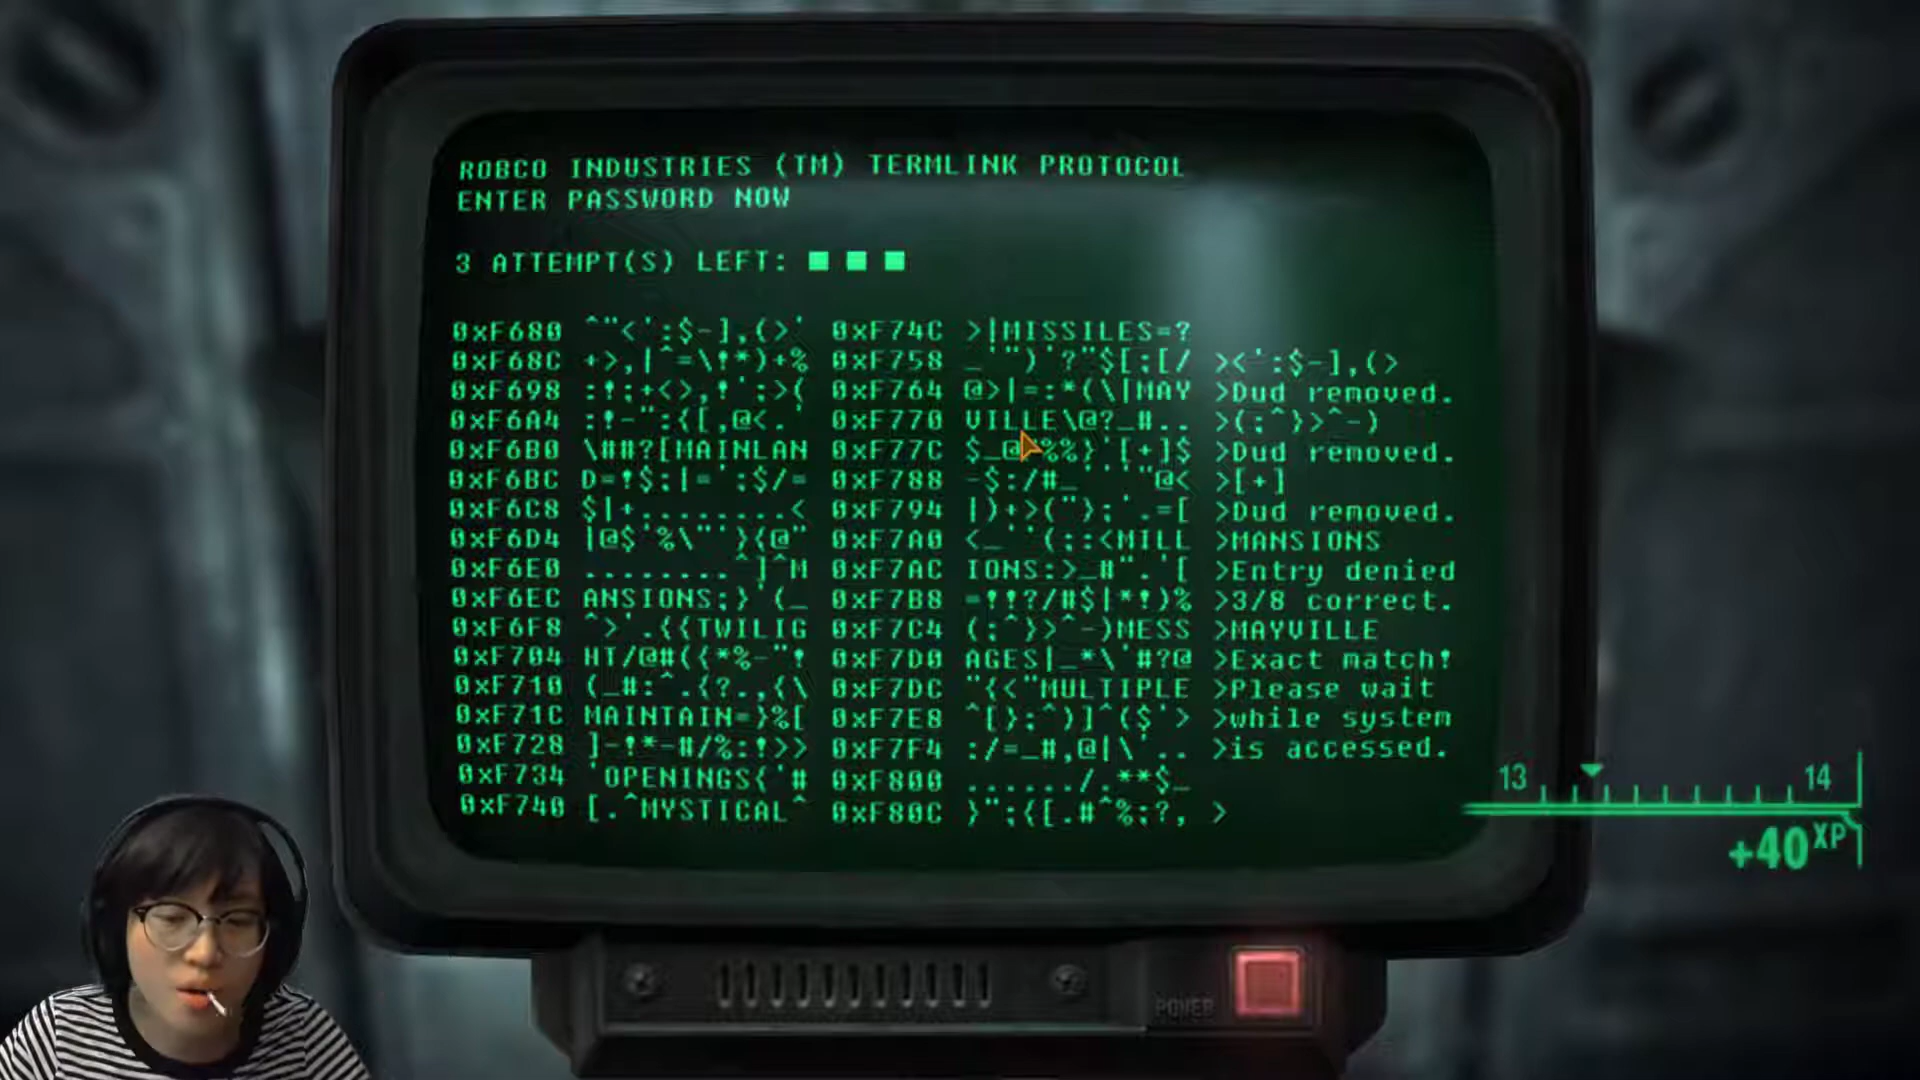 ROBCO INDUSTRIES (TM) TERMLINK PROTOCOL
ENTER PASSWORD NOW
3 ATTEMPT(S) LEFT: ■ ■ ■
0xF680 ^"<':$-],(>' 0xF74C >|MISSILES=?
0xF68C +>,|^=\!*)+% 0xF758 _'")'?"$[;[/ ><':$-],(>
0xF698 :!;+<>,!';>( 0xF764 @>|=:*(\|MAY >Dud removed.
0xF6A4 :!-":{[,@<.' 0xF770 VILLE\@?_#.. >(;^}>^-)
0xF6B0 \##?[MAINLAN 0xF77C $_@ %%}'[+]$ >Dud removed.
0xF6BC D=!$;|=':$/= 0xF788 -$:/#_'''"@< >[+]
0xF6C8 $|+........< 0xF794 |)+>("};'.=[ >Dud removed.
0xF6D4 |@$'%\"'}{@" 0xF7A0 <_''(;:<MILL >MANSIONS
0xF6E0 ........^]^M 0xF7AC IONS:>_#".'[ >Entry denied
0xF6EC ANSIONS;}'(_ 0xF7B8 =!!?/#$|*!)% >3/8 correct.
0xF6F8 ^>'.{{TWILIG 0xF7C4 (;^}>^-)MESS >MAYVILLE
0xF704 HT/@#({*%-"! 0xF7D0 AGES|_*\'#?@ >Exact match!
0xF710 (_#:^.{?.,{\ 0xF7DC "{<"MULTIPLE >Please wait
0xF71C MAINTAIN=}%[ 0xF7E8 ^[};^)]^($'> >while system
0xF728 ]-!*-#/%:!>> 0xF7F4 :/=_#,@|\'.. >is accessed.
0xF734 'OPENINGS{'# 0xF800 ....../.**$_
0xF740 [.^MYSTICAL^ 0xF80C }";{[.#^%;?, >
13 14
+40 XP
POWER